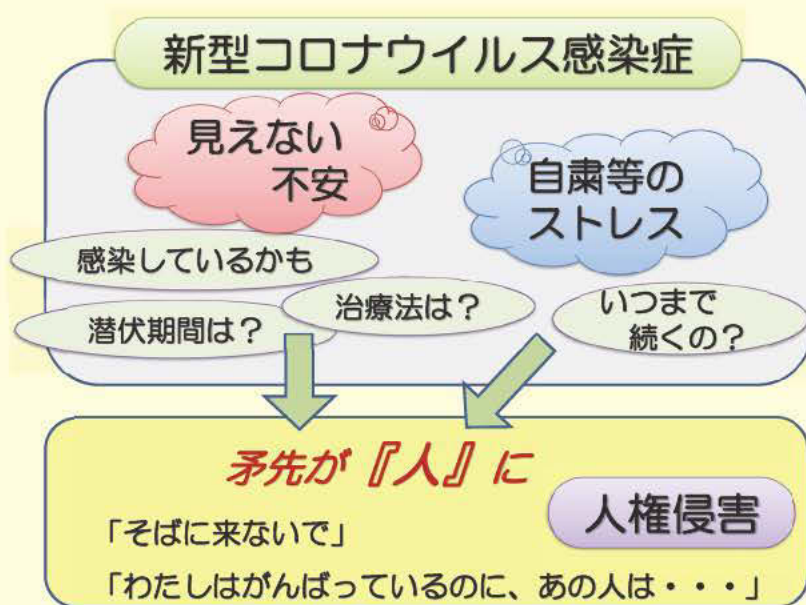 新型コロナウイルス感染症
見えない
不安
自粛等の
ストレス
感染しているかも
潜伏期間は？
治療法は？
いつまで
続くの？
矛先が『人』に
人権侵害
「そばに来ないで」
「わたしはがんばっているのに、あの人は・・・」